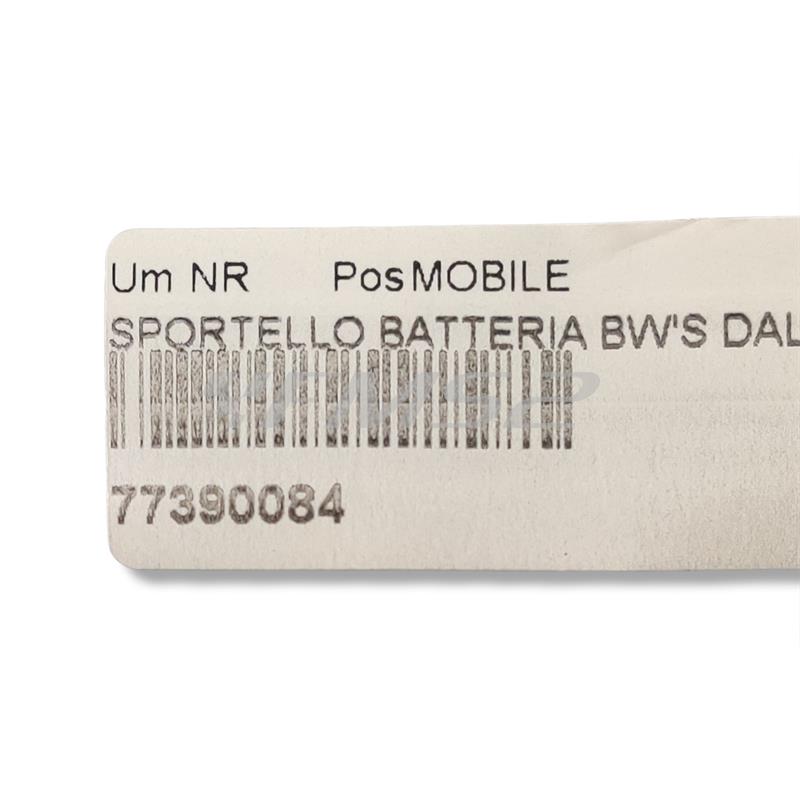 Um NR PosMOBILE
SPORTELLO BATTERIA BW'S DAL
77390084